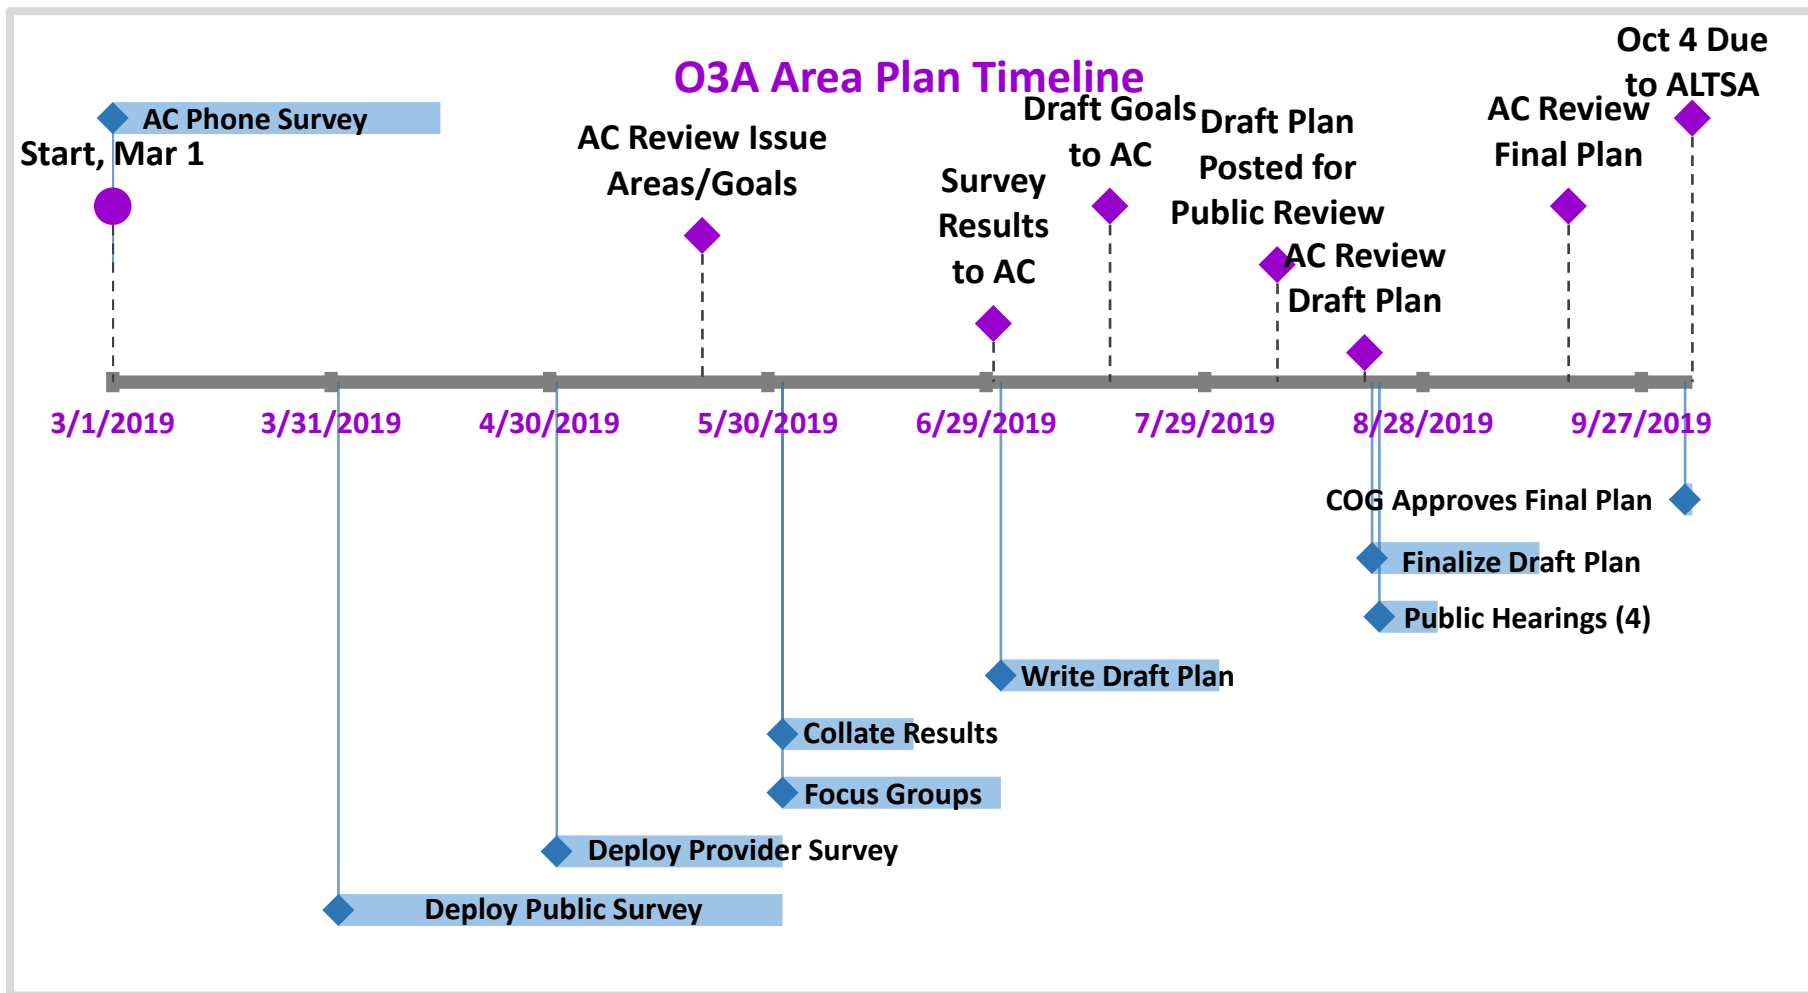 O3A Area Plan Timeline
Oct 4 Due
to ALTSA
AC Phone Survey
Start, Mar 1
AC Review Issue
Areas/Goals
Survey
Results
to AC
Draft Goals
to AC
Draft Plan
Posted for
Public Review
AC Review
Draft Plan
AC Review
Final Plan
3/1/2019
3/31/2019
4/30/2019
5/30/2019
6/29/2019
7/29/2019
8/28/2019
9/27/2019
COG Approves Final Plan
Finalize Draft Plan
Public Hearings (4)
Write Draft Plan
Collate Results
Focus Groups
Deploy Provider Survey
Deploy Public Survey